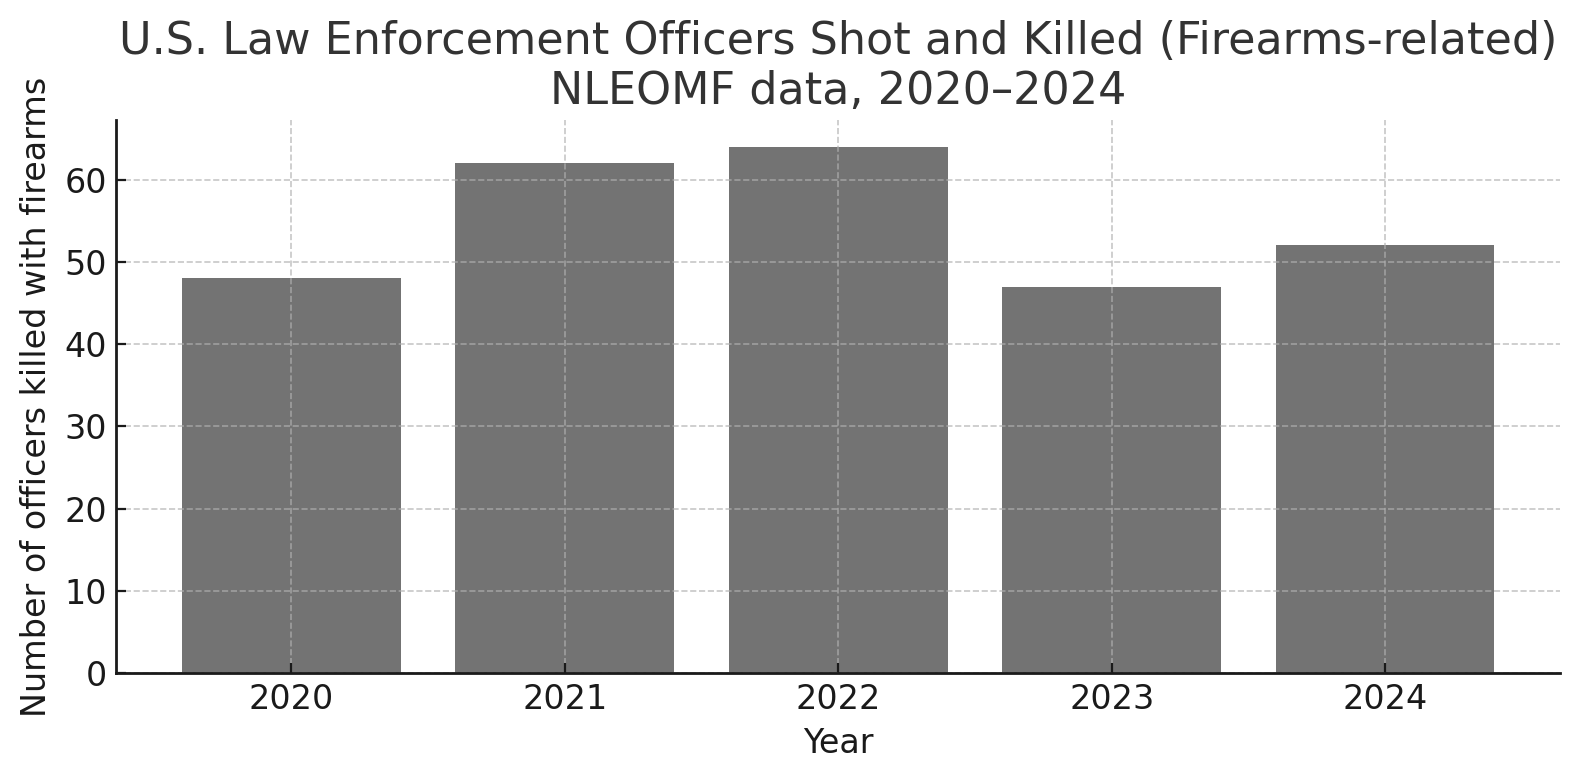 U.S. Law Enforcement Officers Shot and Killed (Firearms-related)
NLEOMF data, 2020–2024
Number of officers killed with firearms
60
50
40
30
20
10
0
2020 2021 2022 2023 2024
Year